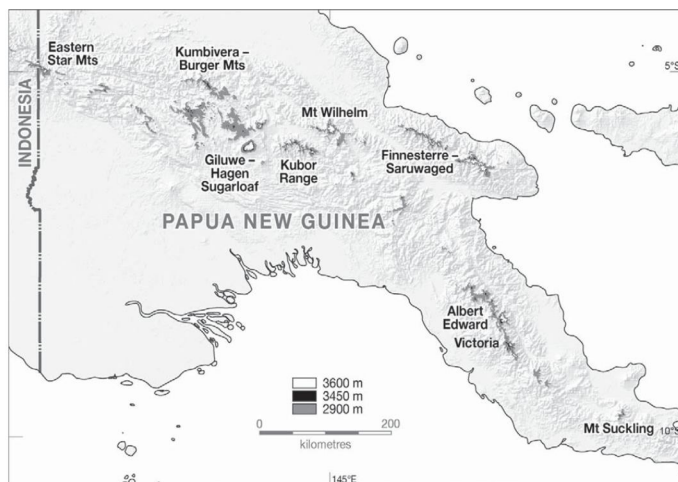 Eastern
Star Mts
Kumbivera –
Burger Mts
5°S
INDONESIA
Mt Wilhelm
Giluwe –
Hagen
Sugarloaf
Kubor
Range
Finnesterre –
Saruwaged
PAPUA NEW GUINEA
Albert
Edward
Victoria
3600 m
3450 m
2900 m
0 200
kilometres
Mt Suckling
10°S
145°E